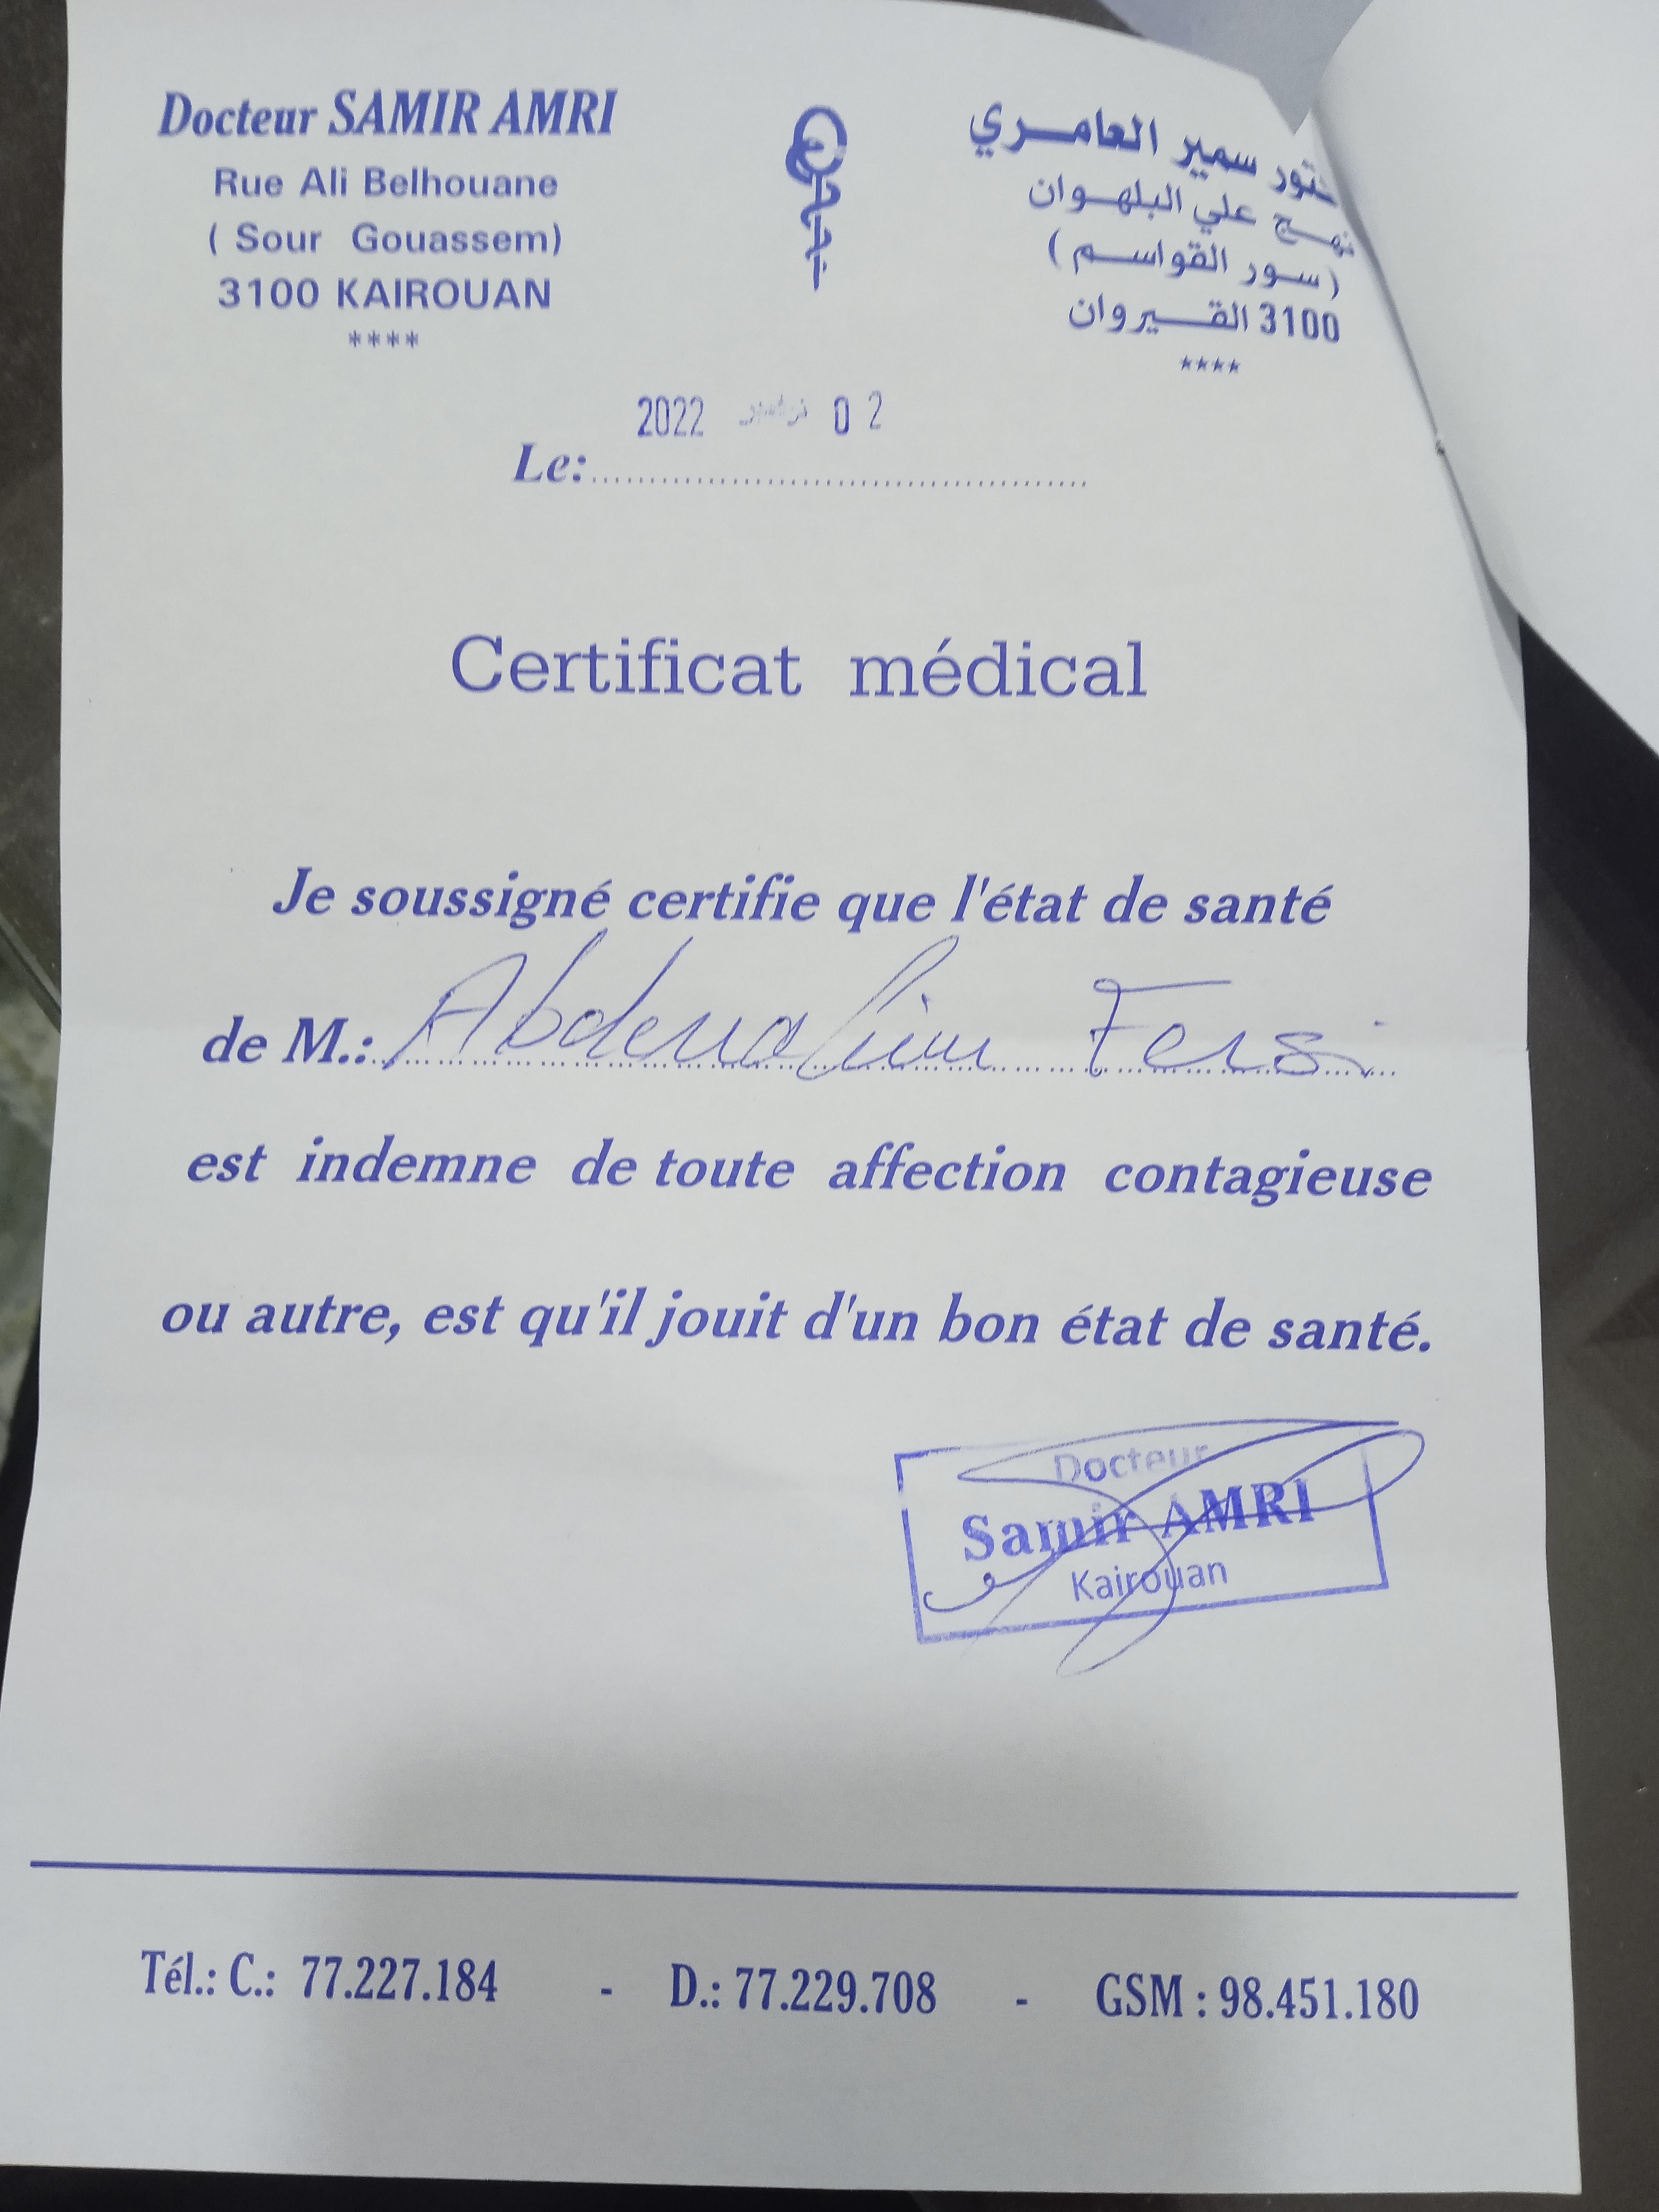 Docteur SAMIR AMRI
Rue Ali Belhouane
( Sour Gouassem)
3100 KAIROUAN
****
سمير العامري
نهج علي البلهوان
(سور القواسم)
3100 القيروان
****
2022 نوفمبر 02
Le:
Certificat médical
Je soussigné certifie que l'état de santé
de M.: Fersi
est indemne de toute affection contagieuse
ou autre, est qu'il jouit d'un bon état de santé.
Docteur
Samir AMRI
Kairouan
Tél.: C.: 77.227.184 - D.: 77.229.708 - GSM : 98.451.180